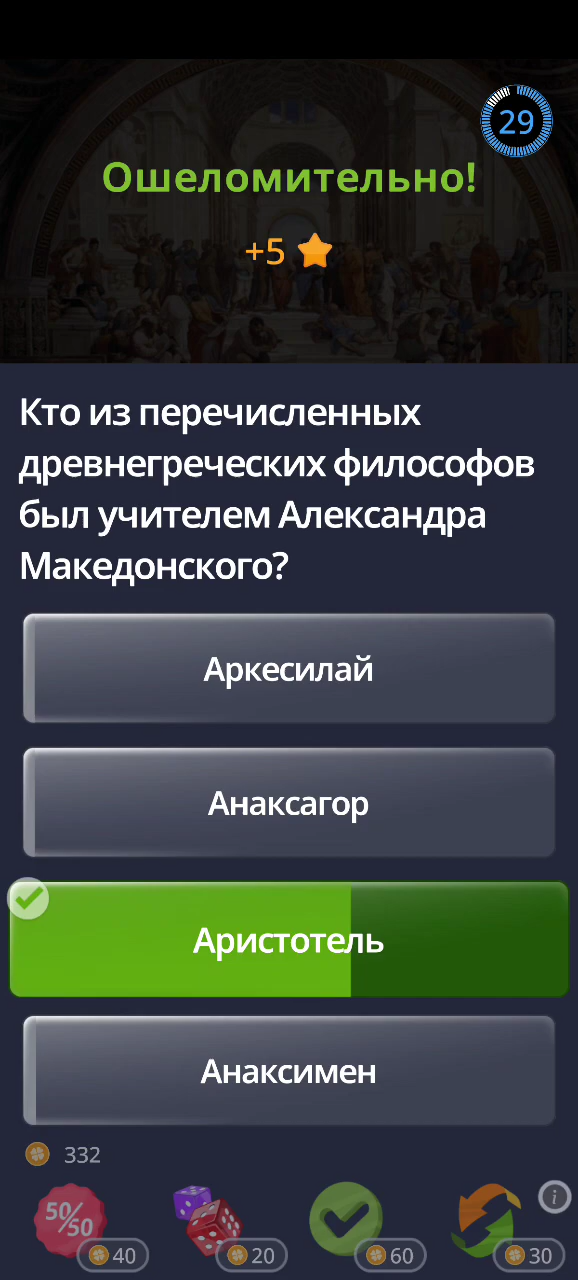 29
Ошеломительно!
+5
Кто из перечисленных
древнегреческих философов
был учителем Александра
Македонского?
Аркесилай
Анаксагор
Аристотель
Анаксимен
332
50/50
40
20
60
30
i